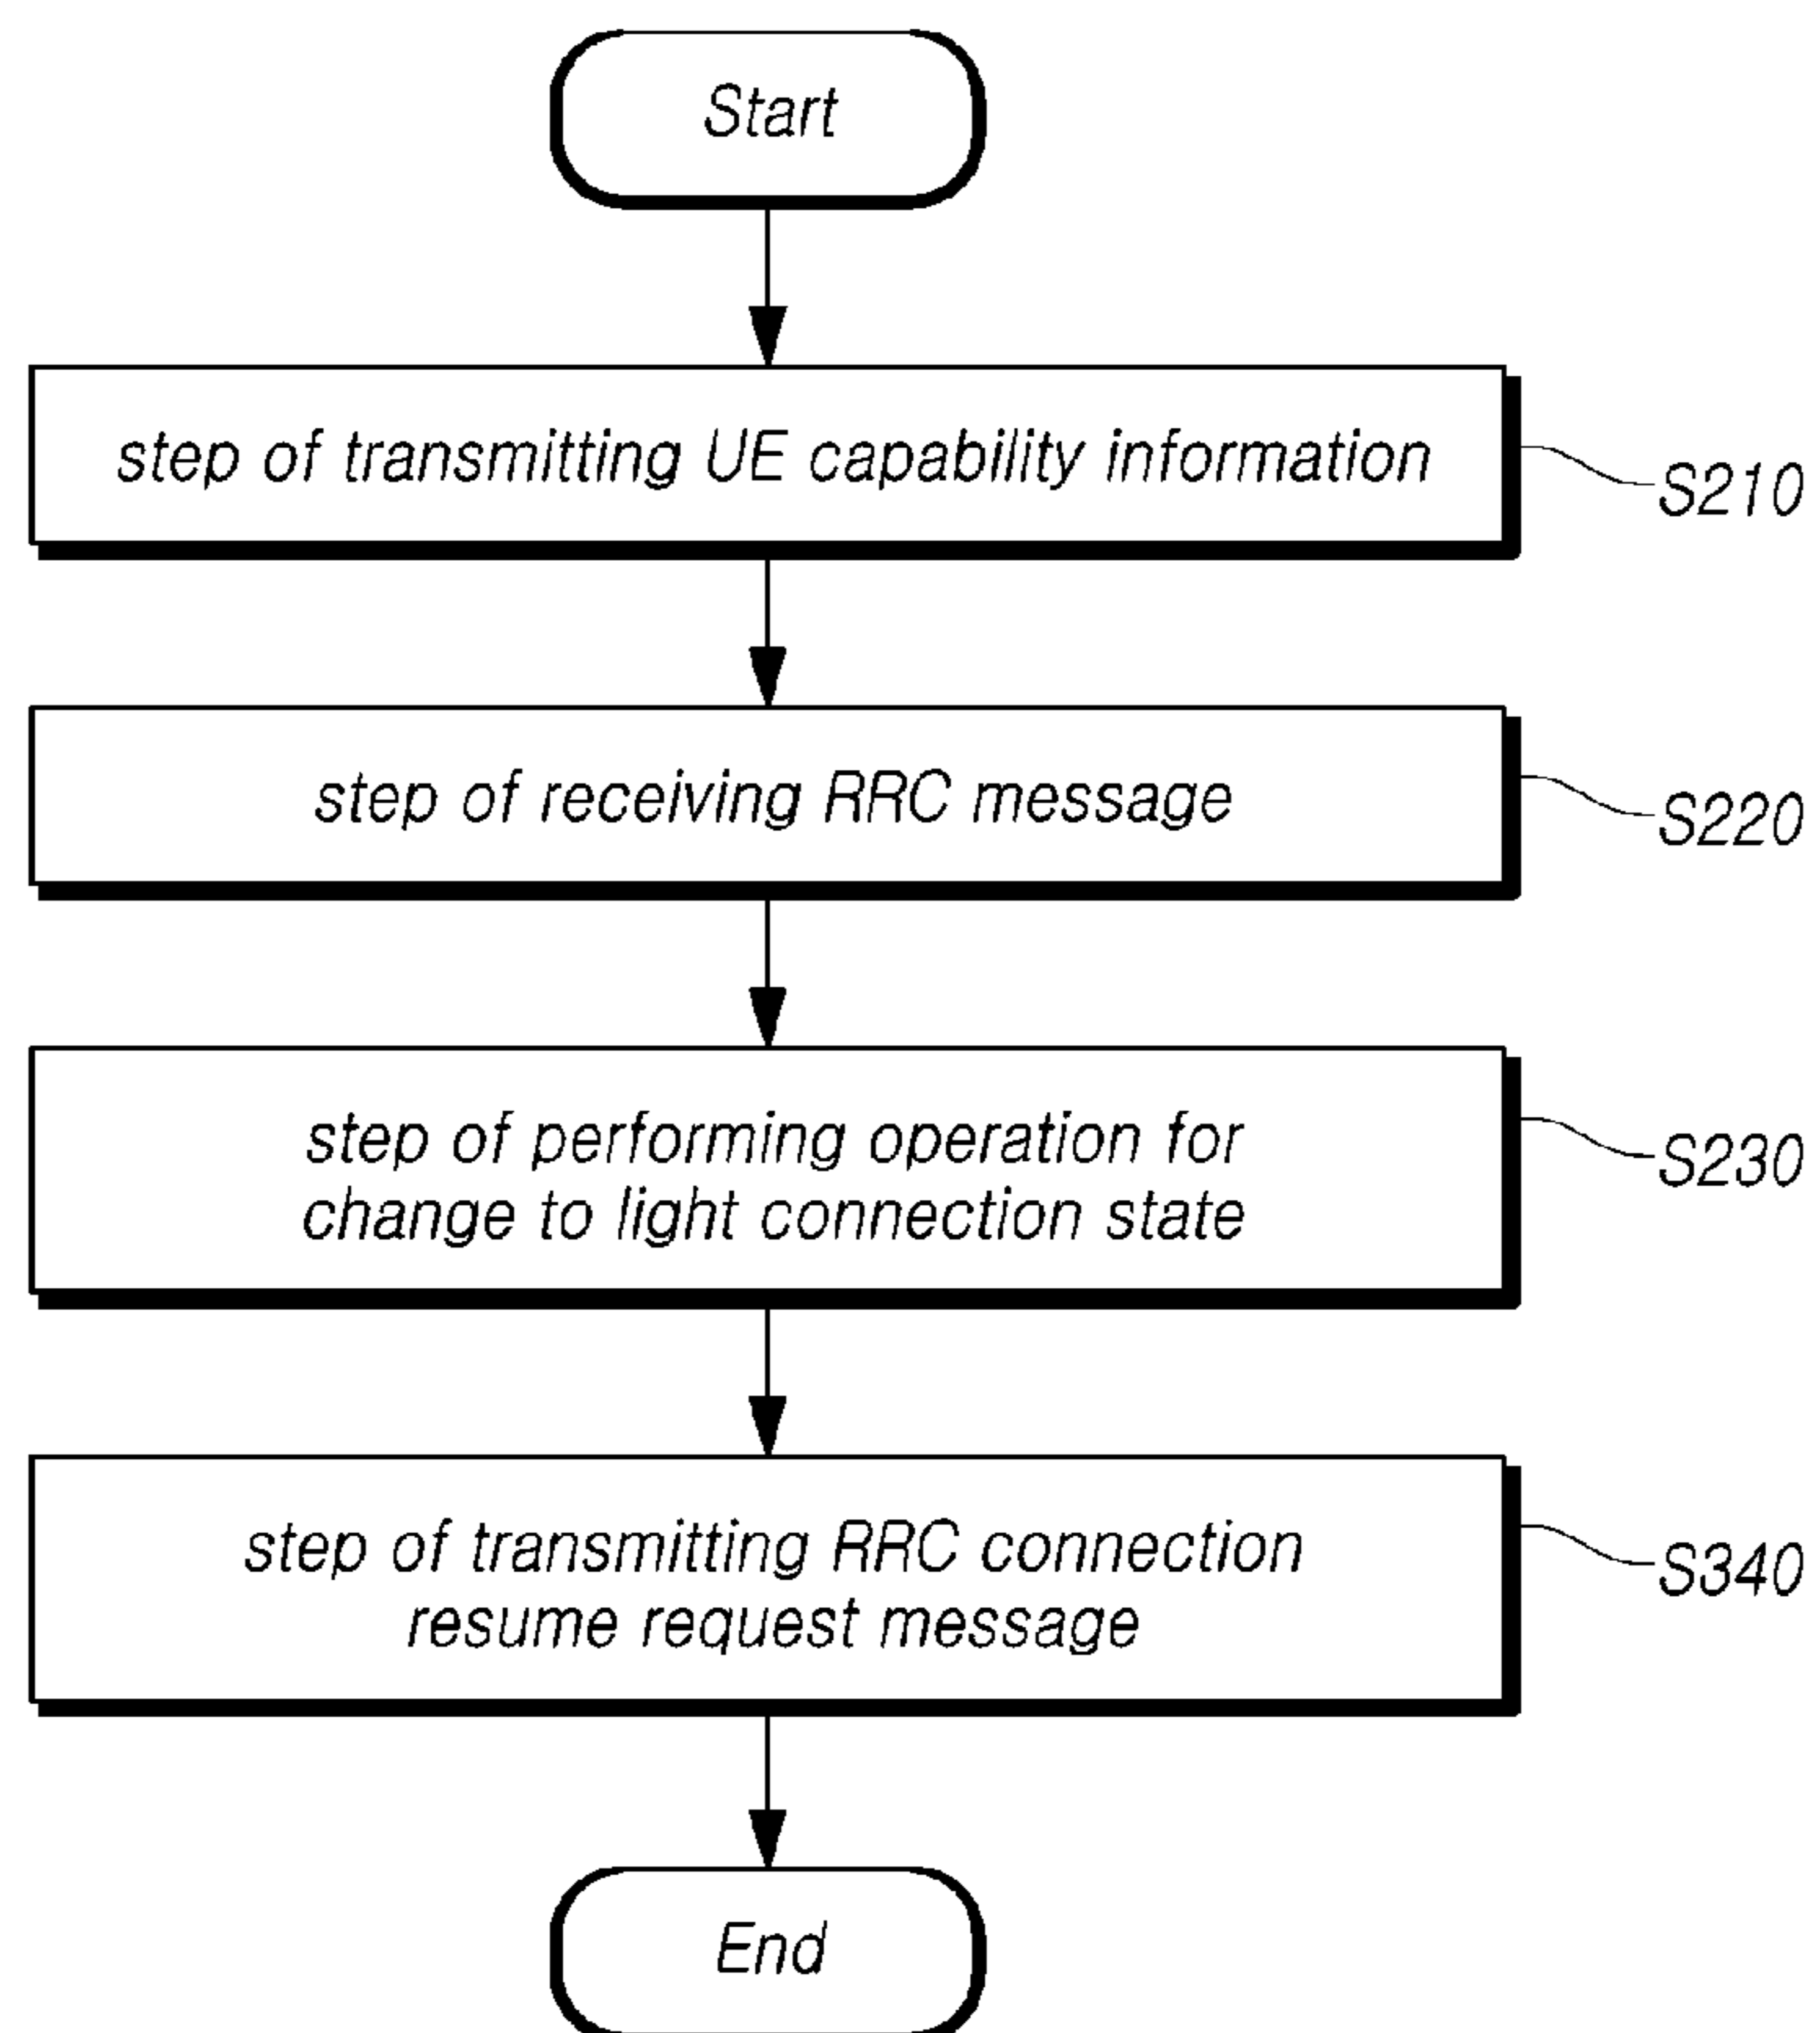 Start
step of transmitting UE capability information
S210
step of receiving RRC message
S220
step of performing operation for
change to light connection state
S230
step of transmitting RRC connection
resume request message
S340
End